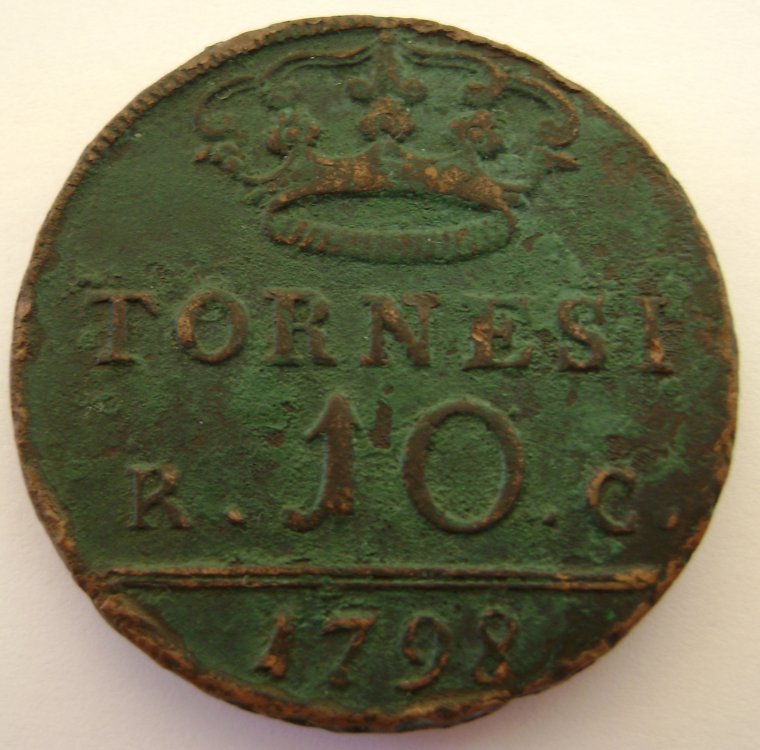 TORNESI
R . 10 . C .
1798